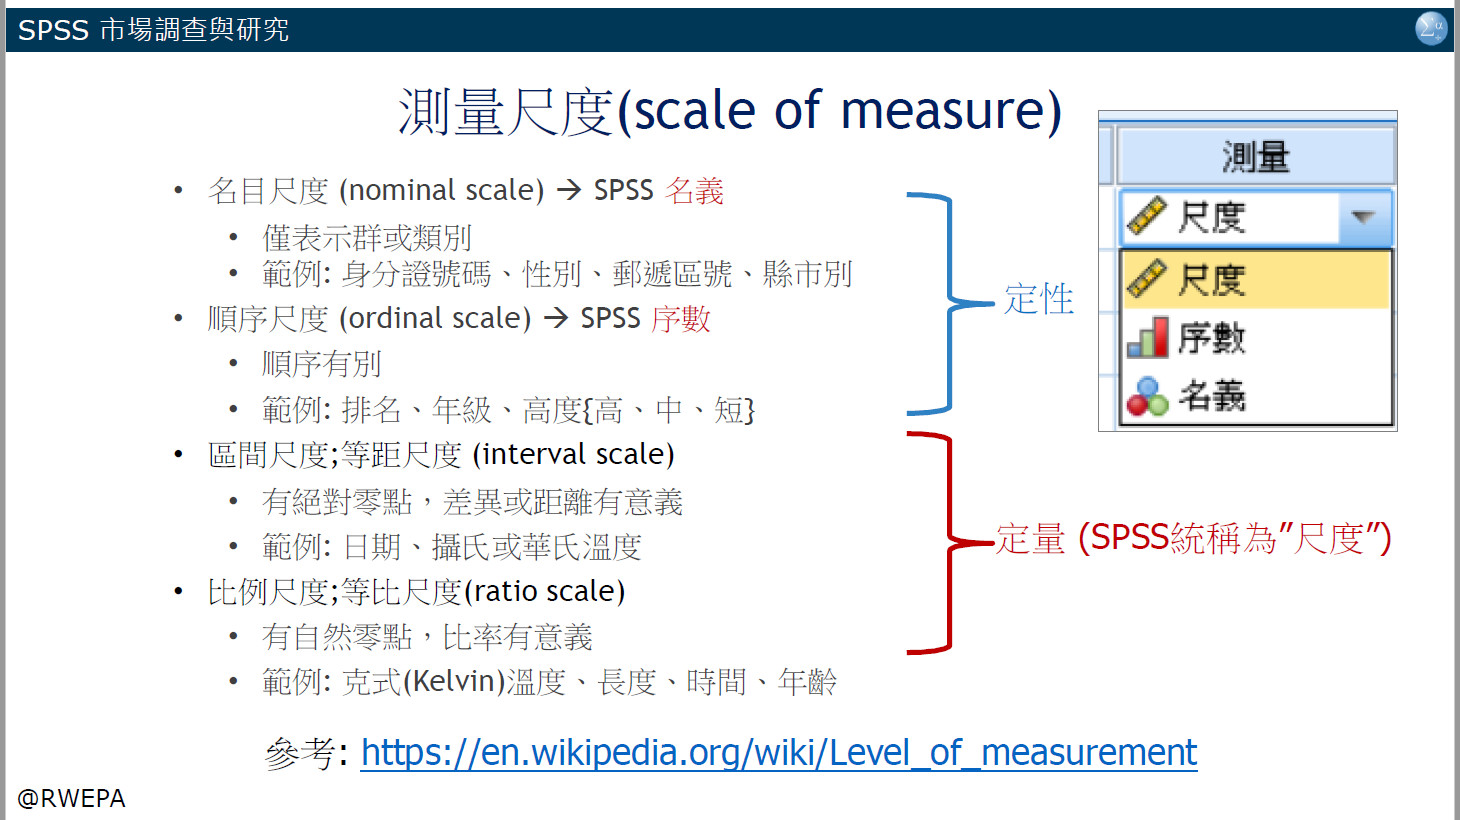 SPSS 市場調查與研究
測量尺度(scale of measure)
• 名目尺度 (nominal scale) → SPSS 名義
• 僅表示群或類別
• 範例: 身分證號碼、性別、郵遞區號、縣市別
• 順序尺度 (ordinal scale) → SPSS 序數
• 順序有別
• 範例: 排名、年級、高度{高、中、短}
定性
• 區間尺度;等距尺度 (interval scale)
• 有絕對零點，差異或距離有意義
• 範例: 日期、攝氏或華氏溫度
• 比例尺度;等比尺度(ratio scale)
• 有自然零點，比率有意義
• 範例: 克式(Kelvin)溫度、長度、時間、年齡
定量 (SPSS統稱為"尺度")
測量
尺度
尺度
序數
名義
參考: https://en.wikipedia.org/wiki/Level_of_measurement
@RWEPA